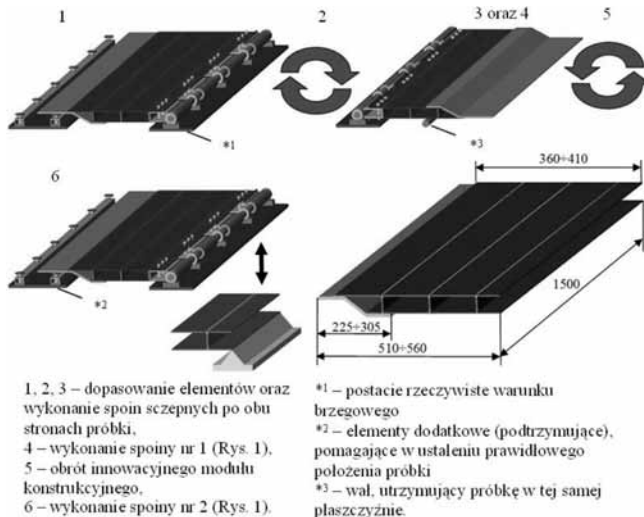 1
2
3 oraz 4
5
*1
*3
6
*2
360÷410
1500
225÷305
510÷560
1, 2, 3 – dopasowanie elementów oraz
wykonanie spoin sczepnych po obu
stronach próbki,
4 – wykonanie spoiny nr 1 (Rys. 1),
5 – obrót innowacyjnego modułu
konstrukcyjnego,
6 – wykonanie spoiny nr 2 (Rys. 1).
*1 – postacie rzeczywiste warunku
brzegowego
*2 – elementy dodatkowe (podtrzymujące),
pomagające w ustaleniu prawidłowego
położenia próbki
*3 – wał, utrzymujący próbkę w tej samej
płaszczyźnie.